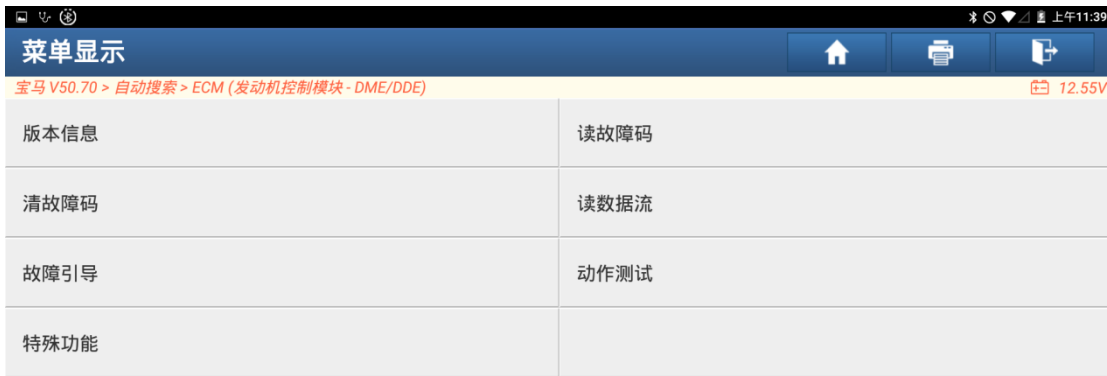 上午11:39
菜单显示
宝马 V50.70 > 自动搜索 > ECM (发动机控制模块 - DME/DDE) 12.55V
版本信息 读故障码
清故障码 读数据流
故障引导 动作测试
特殊功能